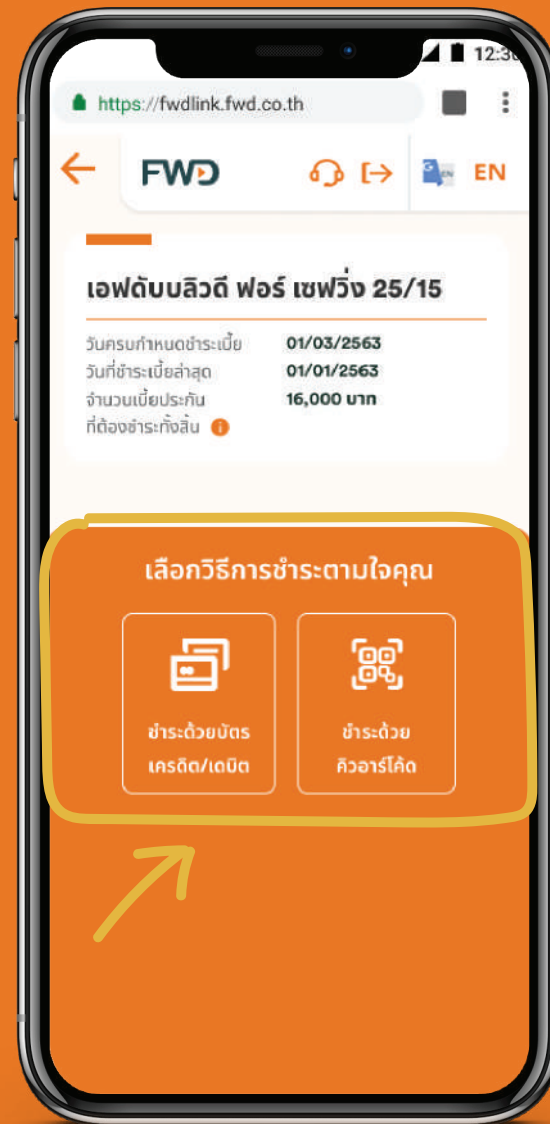 12:30
https://fwdlink.fwd.co.th
FWD
EN
เอฟดับบลิวดี ฟอร์ เซฟวิ่ง 25/15
วันครบกำหนดชำระเบี้ย 01/03/2563
วันที่ชำระเบี้ยล่าสุด 01/01/2563
จำนวนเบี้ยประกัน 16,000 บาท
ที่ต้องชำระทั้งสิ้น
เลือกวิธีการชำระตามใจคุณ
ชำระด้วยบัตร
เครดิต/เดบิต
ชำระด้วย
คิวอาร์โค้ด